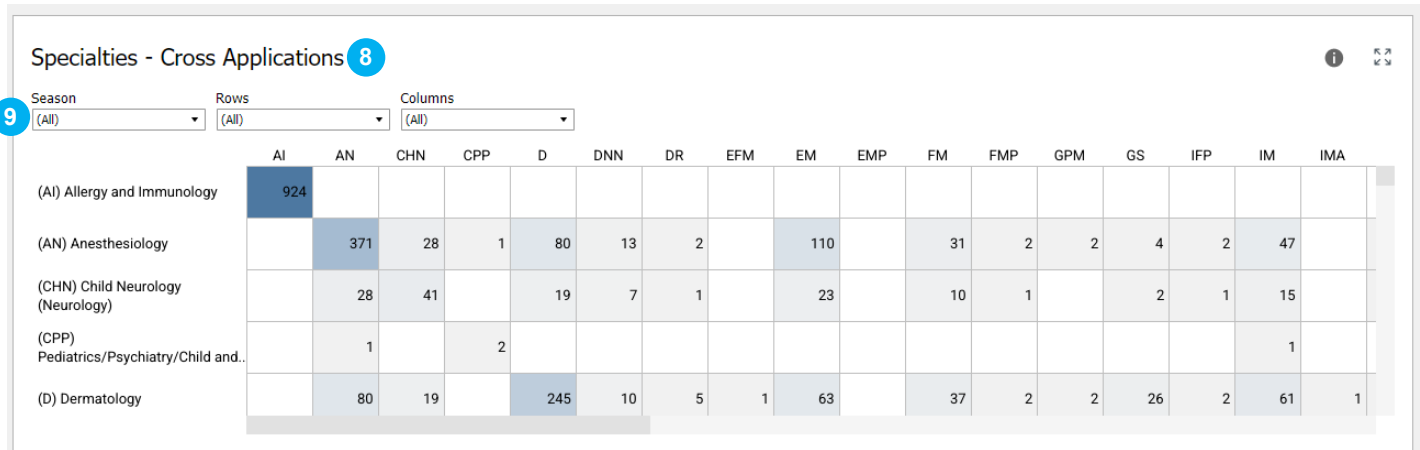 Specialties - Cross Applications 8
Season Rows Columns
9 (All) (All) (All)
AI AN CHN CPP D DNN DR EFM EM EMP FM FMP GPM GS IFP IM IMA
(AI) Allergy and Immunology 924
(AN) Anesthesiology 371 28 1 80 13 2 110 31 2 2 4 2 47
(CHN) Child Neurology
(Neurology) 28 41 19 7 1 23 10 1 2 1 15
(CPP)
Pediatrics/Psychiatry/Child and.. 1 2 1
(D) Dermatology 80 19 245 10 5 1 63 37 2 2 26 2 61 1